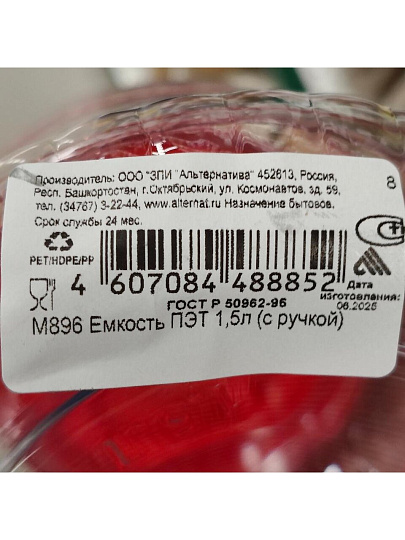 Производитель: ООО "ЗПИ "Альтернатива" 452613, Россия,
Респ. Башкортостан, г.Октябрьский, ул. Космонавтов, зд. 59,
тел. (34767) 3-22-44, www.alternat.ru Назначение бытовое.
Срок службы 24 мес.
8
PET/HDPE/PP
4 607084 488852
Дата
изготовления:
06.2025
ГОСТ Р 50962-96
М896 Емкость ПЭТ 1,5л (с ручкой)